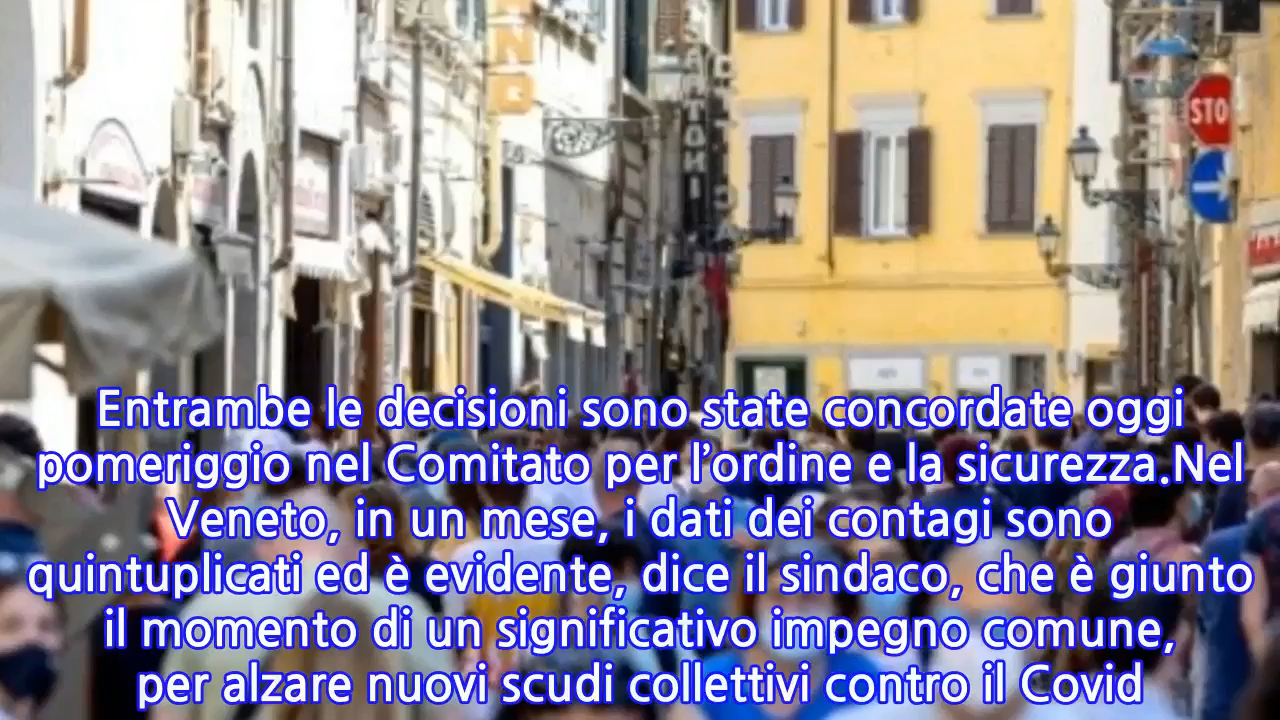 STO
Entrambe le decisioni sono state concordate oggi
pomeriggio nel Comitato per l'ordine e la sicurezza.Nel
Veneto, in un mese, i dati dei contagi sono
quintuplicati ed è evidente, dice il sindaco, che è giunto
il momento di un significativo impegno comune,
per alzare nuovi scudi collettivi contro il Covid